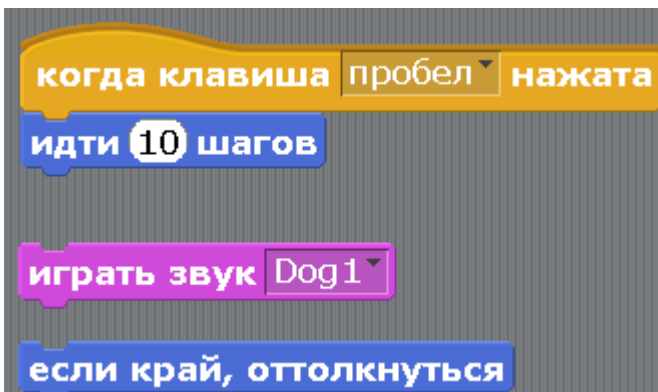 когда клавиша пробел нажата
идти 10 шагов
играть звук Dog1
если край, оттолкнуться